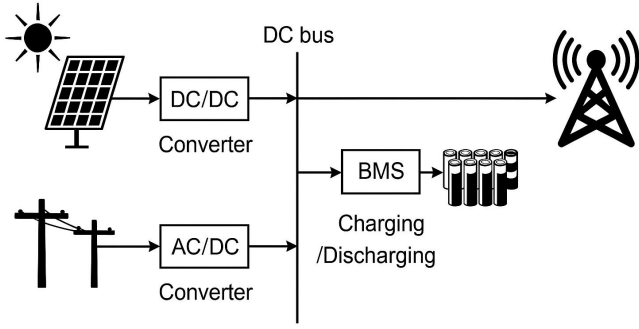 DC bus
DC/DC
Converter
BMS
Charging
/Discharging
AC/DC
Converter